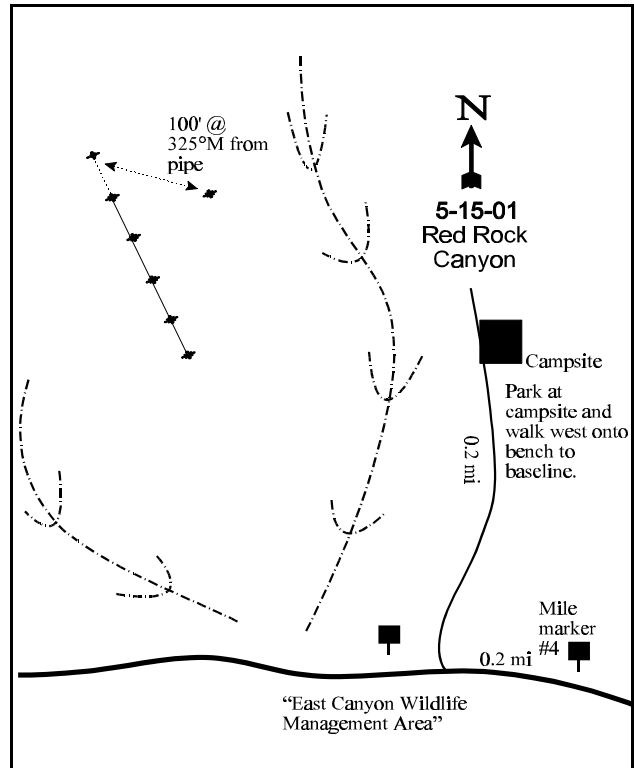 100' @
325°M from
pipe
N
5-15-01
Red Rock
Canyon
Campsite
Park at
campsite and
walk west onto
bench to
baseline.
0.2 mi
Mile
marker
#4
0.2 mi
“East Canyon Wildlife
Management Area”